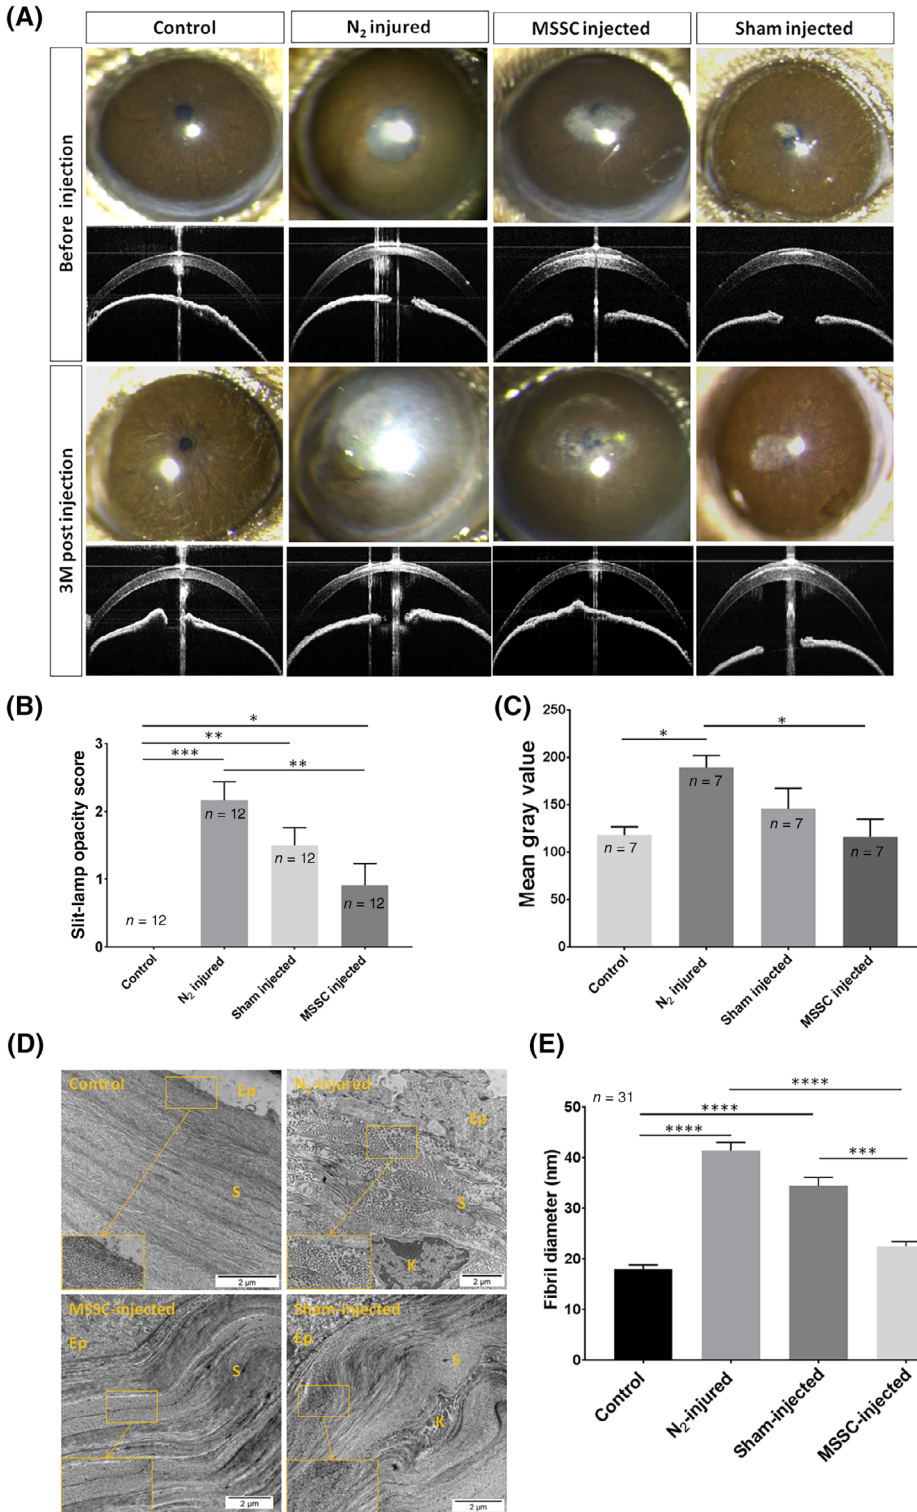 (A)
Control
N2 injured
MSSC injected
Sham injected
Before injection
3M post injection
(B)
*
**
***
**
3
2
1
0
Slit-lamp opacity score
n = 12
n = 12
n = 12
n = 12
Control
N2 injured
Sham injected
MSSC injected
(C)
250
200
150
100
50
0
Mean gray value
*
*
n = 7
n = 7
n = 7
n = 7
Control
N2 injured
Sham injected
MSSC injected
(D)
Control
Ep
S
2 µm
N2-injured
Ep
S
K
2 µm
MSSC-injected
Ep
S
2 µm
Sham-injected
Ep
S
K
2 µm
(E)
n = 31
****
****
****
***
50
40
30
20
10
0
Fibril diameter (nm)
Control
N2-injured
Sham-injected
MSSC-injected